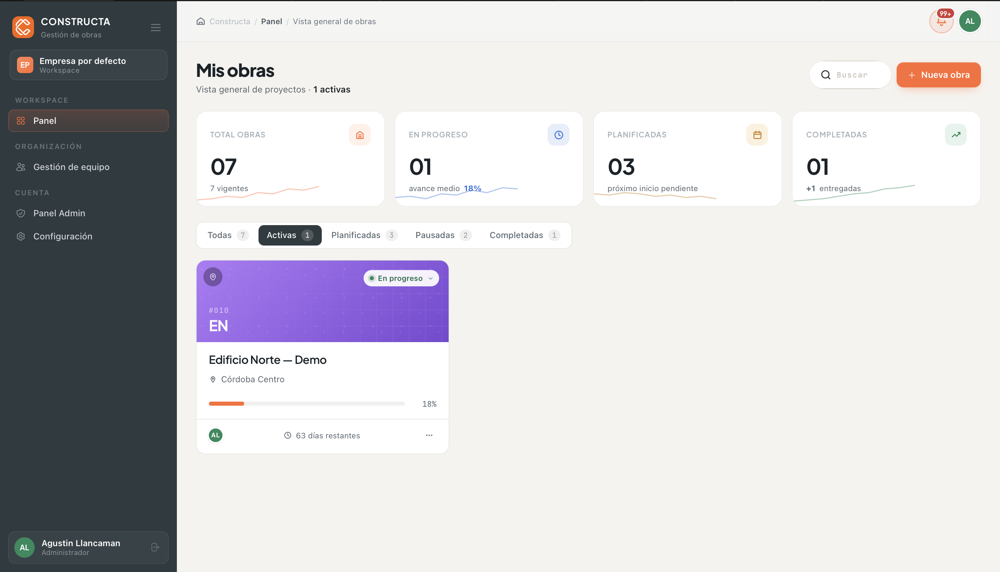 CONSTRUCTA
Gestión de obras
EP
Empresa por defecto
Workspace
WORKSPACE
Panel
ORGANIZACIÓN
Gestión de equipo
CUENTA
Panel Admin
Configuración
AL
Agustin Llancaman
Administrador
Constructa / Panel / Vista general de obras
99+
AL
Mis obras
Vista general de proyectos · 1 activas
Buscar
+ Nueva obra
TOTAL OBRAS
07
7 vigentes
EN PROGRESO
01
avance medio 18%
PLANIFICADAS
03
próximo inicio pendiente
COMPLETADAS
01
+1 entregadas
Todas 7 Activas 1 Planificadas 3 Pausadas 2 Completadas 1
En progreso
#010
EN
Edificio Norte — Demo
Córdoba Centro
18%
AL 63 días restantes